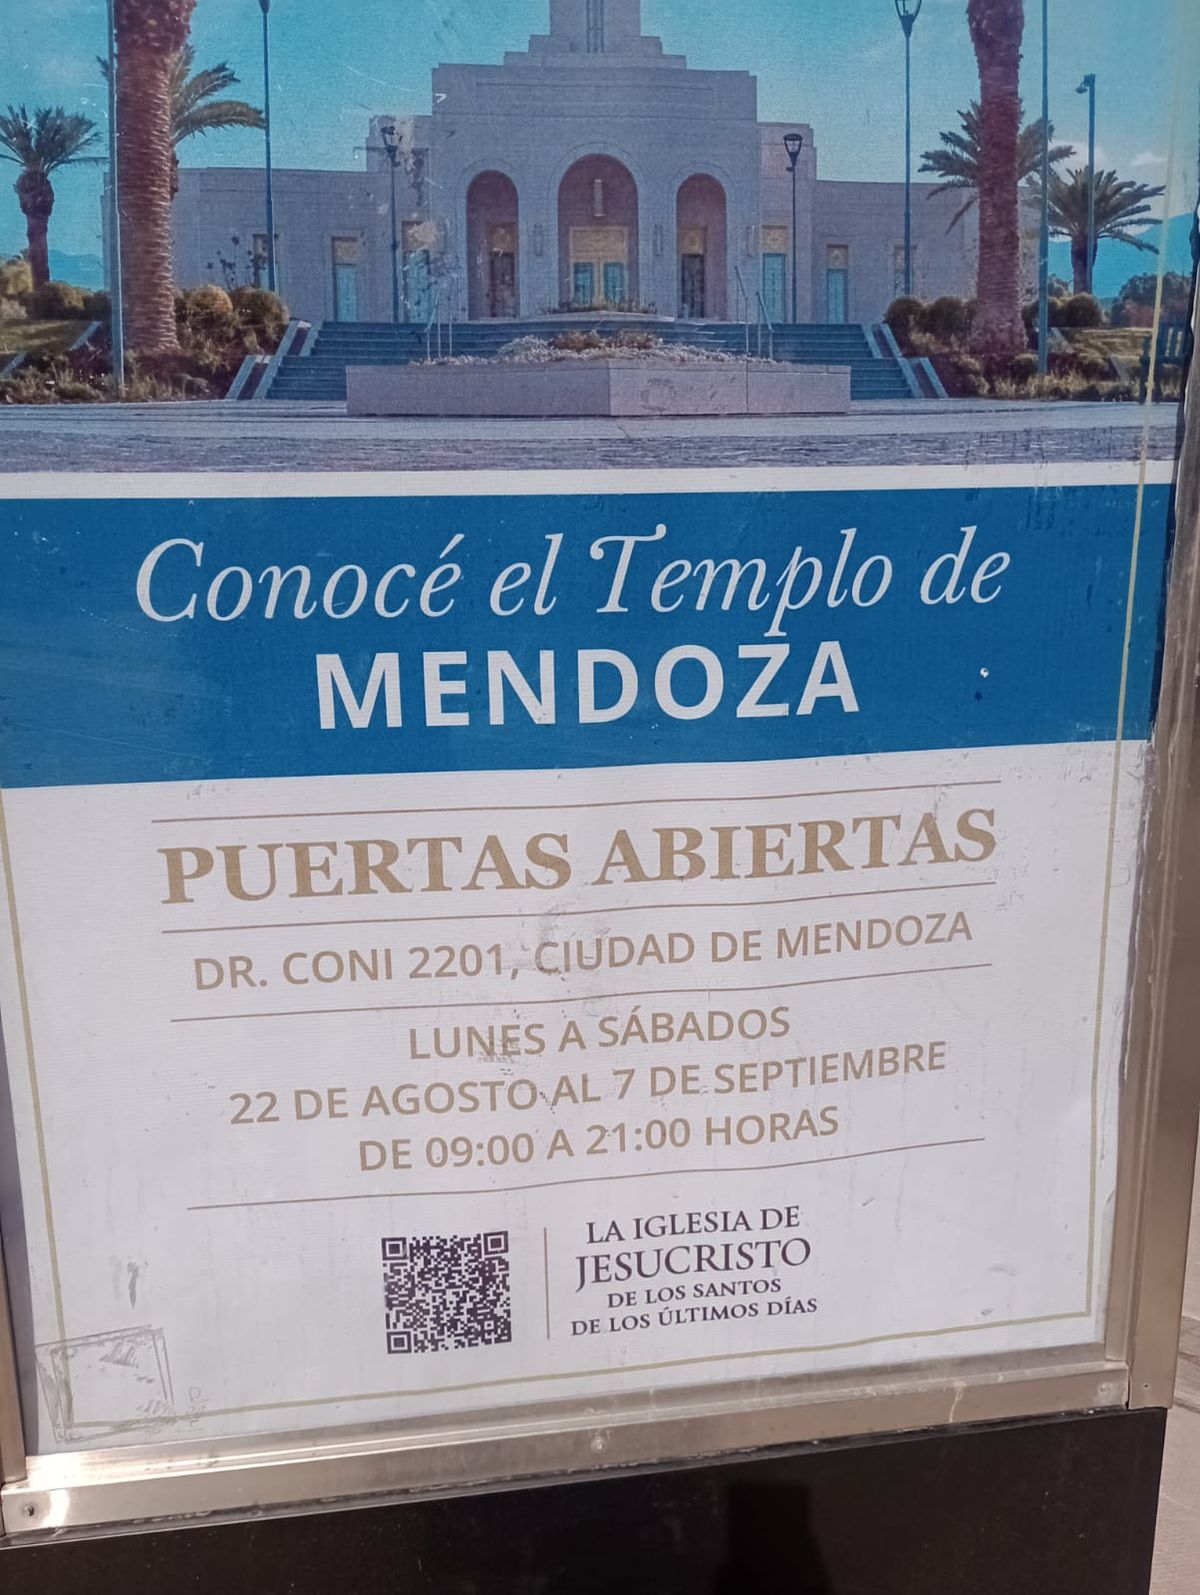 Conocé el Templo de
MENDOZA
PUERTAS ABIERTAS
DR. CONI 2201, CIUDAD DE MENDOZA
LUNES A SÁBADOS
22 DE AGOSTO AL 7 DE SEPTIEMBRE
DE 09:00 A 21:00 HORAS
LA IGLESIA DE
JESUCRISTO
DE LOS SANTOS
DE LOS ÚLTIMOS DÍAS